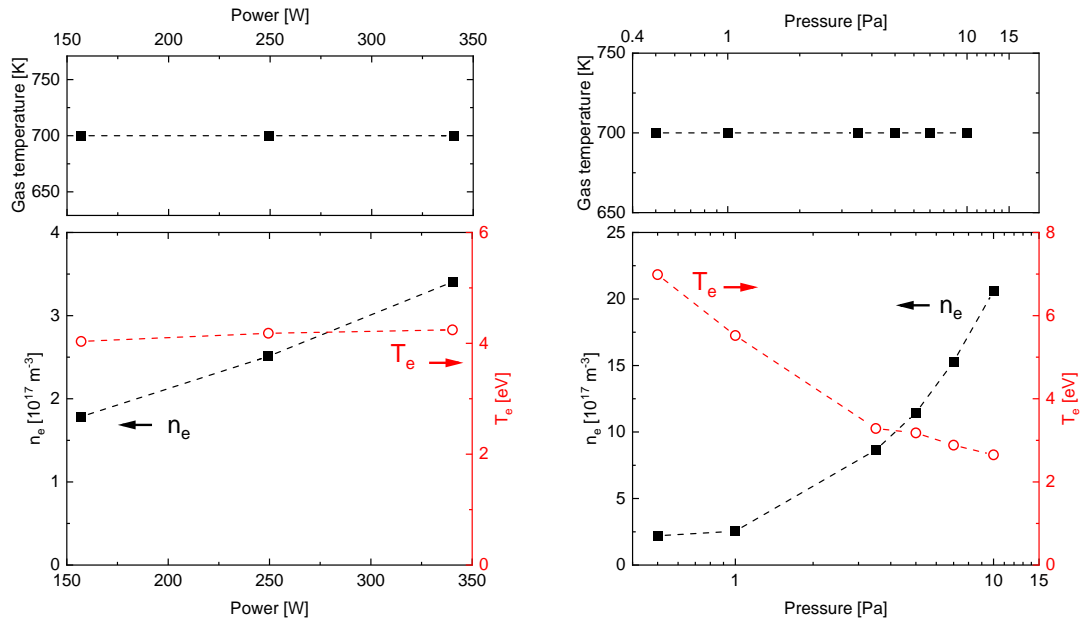 Power [W]
150 200 250 300 350
Gas temperature [K]
750
700
650
4
3
2
1
0
n_e [10^17 m^-3]
6
4
2
0
T_e [eV]
T_e
n_e
150 200 250 300 350
Power [W]
Pressure [Pa]
0.4 1 10 15
Gas temperature [K]
750
700
650
25
20
15
10
5
0
n_e [10^17 m^-3]
8
6
4
2
0
T_e [eV]
T_e
n_e
1 10 15
Pressure [Pa]